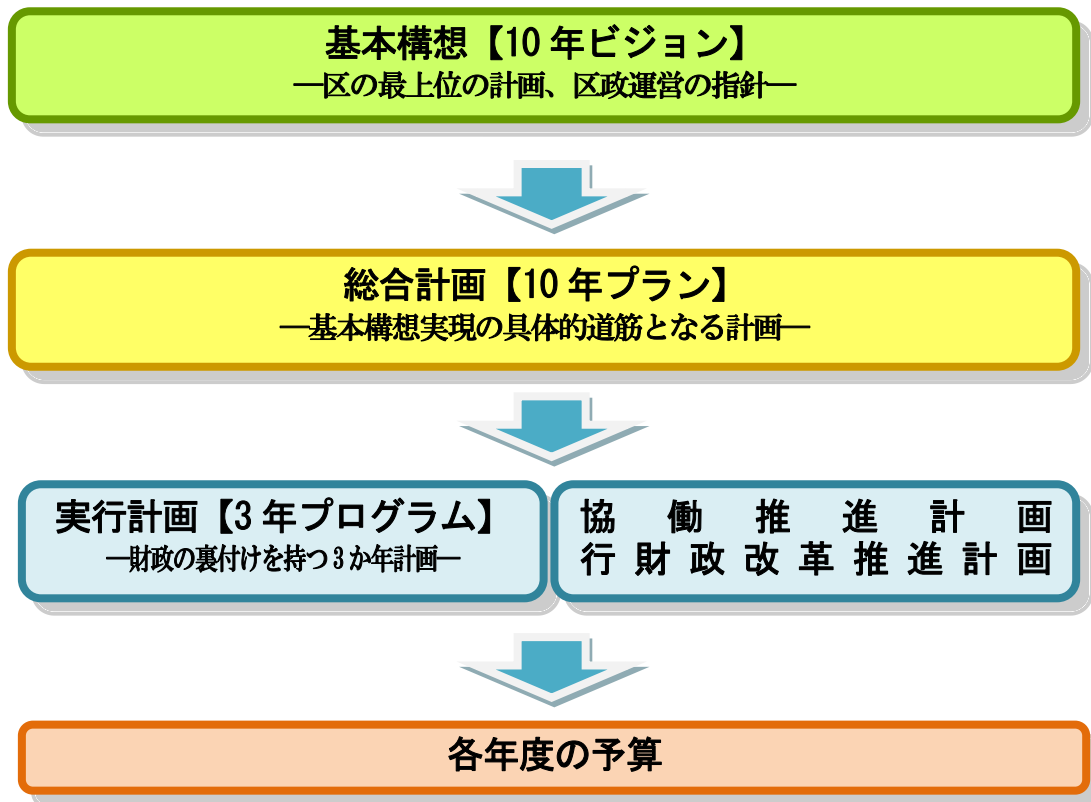 基本構想【10年ビジョン】
―区の最上位の計画、区政運営の指針―
総合計画【10年プラン】
―基本構想実現の具体的道筋となる計画―
実行計画【3年プログラム】
―財政の裏付けを持つ3か年計画―
協働推進計画
行財政改革推進計画
各年度の予算